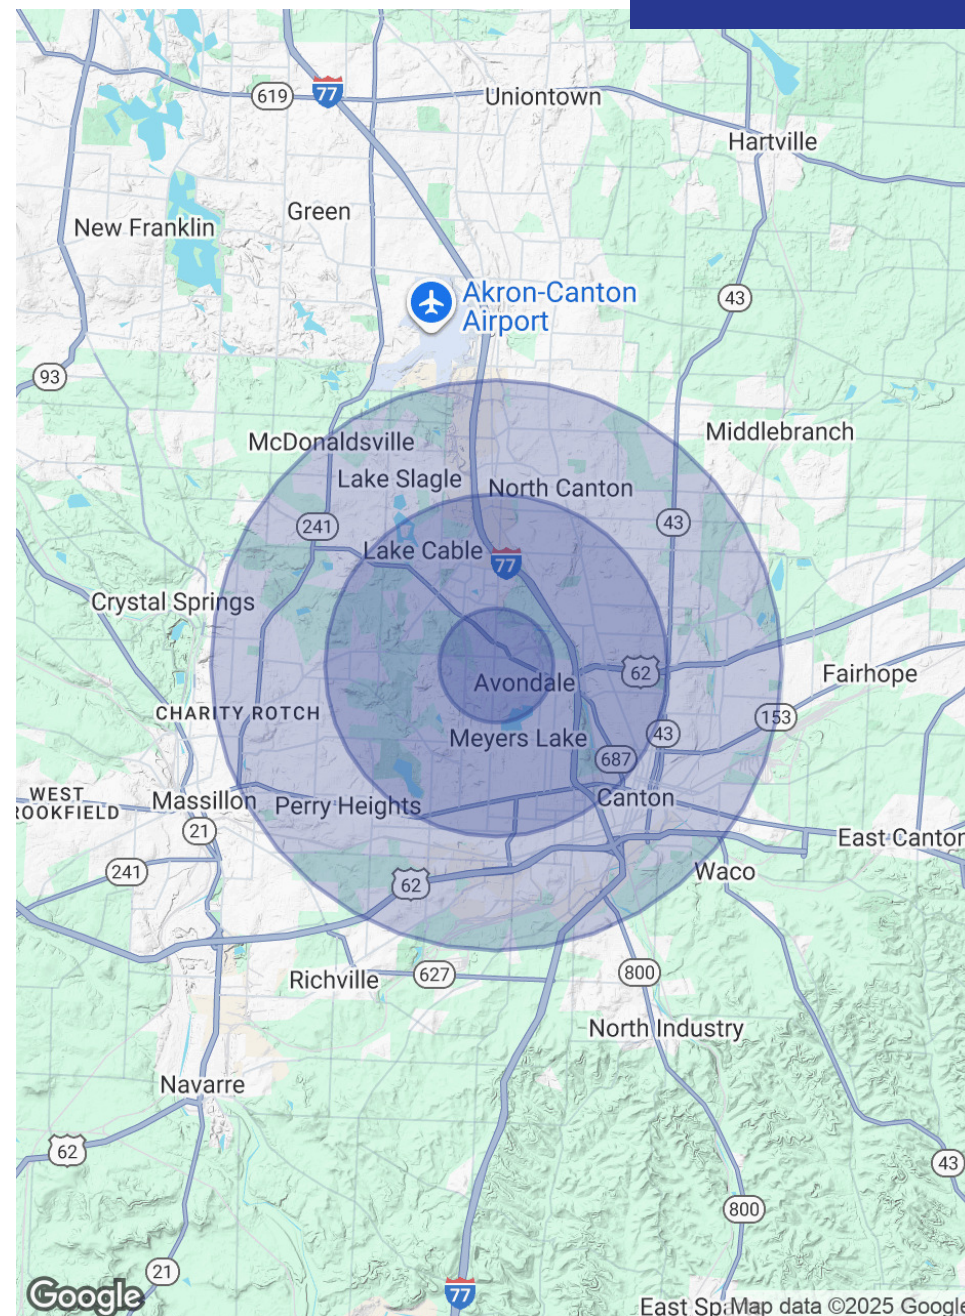 77
619
Uniontown
Hartville
Green
New Franklin
Akron-Canton
Airport
43
93
McDonaldsville
Middlebranch
Lake Slagle
North Canton
241
43
Lake Cable
77
Crystal Springs
Avondale
62
Fairhope
CHARITY ROTCH
153
Meyers Lake
43
687
WEST
ROOKFIELD
Massillon
Perry Heights
Canton
21
East Canton
241
62
Waco
Richville
627
800
North Industry
Navarre
62
43
800
21
Google
77
East Spa
Map data ©2025 Google